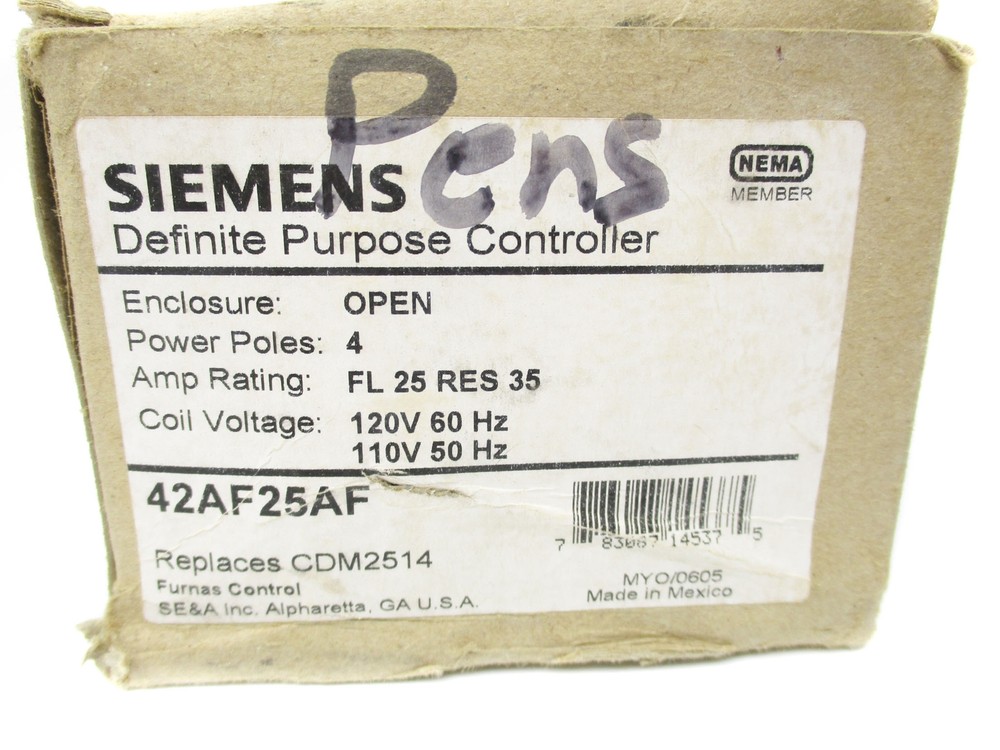 Pens
SIEMENS
NEMA
MEMBER
Definite Purpose Controller
Enclosure: OPEN
Power Poles: 4
Amp Rating: FL 25 RES 35
Coil Voltage: 120V 60 Hz
110V 50 Hz
42AF25AF
7 83087 14537 5
Replaces CDM2514
Furnas Control
SE&A Inc. Alpharetta, GA U.S.A.
MYO/0605
Made in Mexico